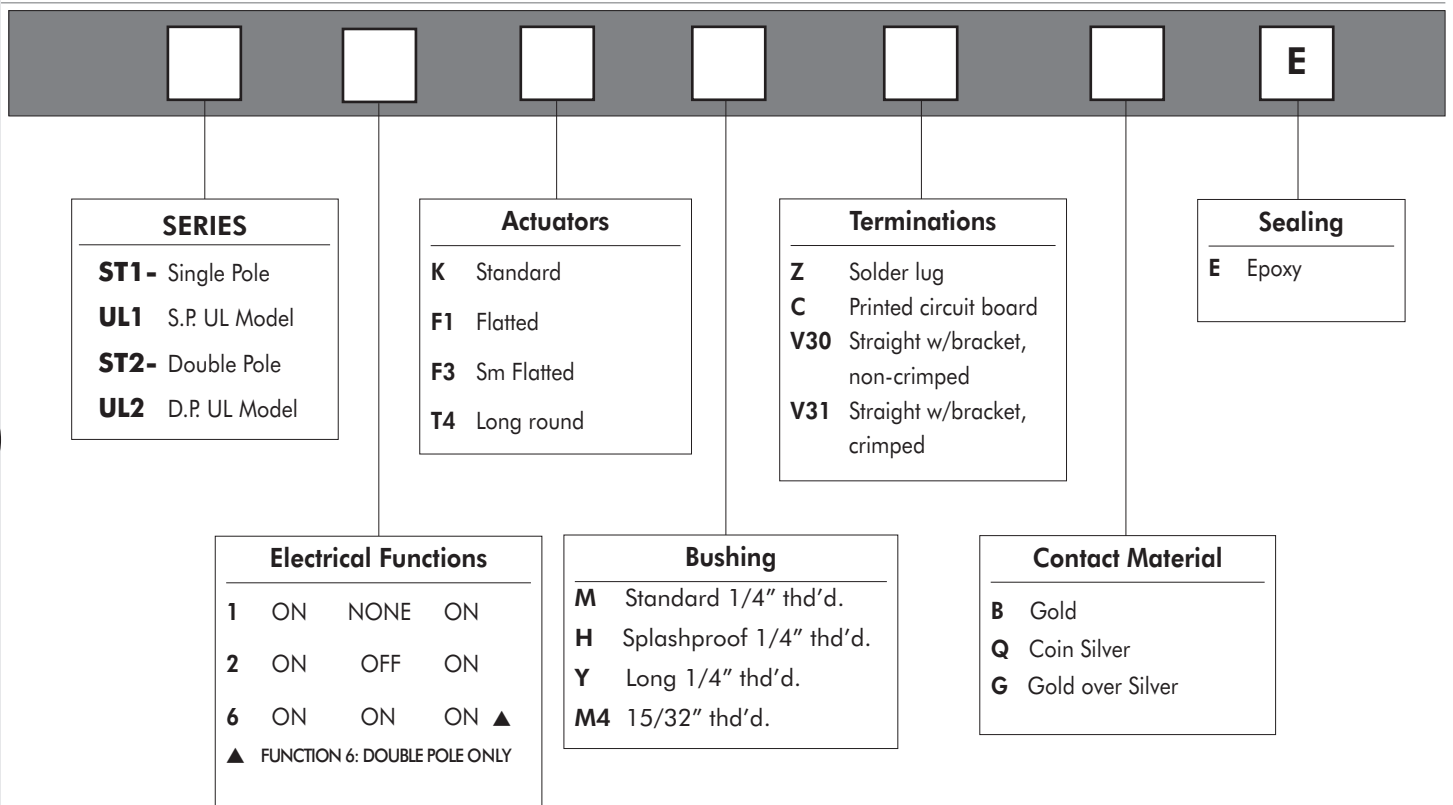 E
SERIES
ST1- Single Pole
UL1 S.P. UL Model
ST2- Double Pole
UL2 D.P. UL Model
Actuators
K Standard
F1 Flatted
F3 Sm Flatted
T4 Long round
Terminations
Z Solder lug
C Printed circuit board
V30 Straight w/bracket,
non-crimped
V31 Straight w/bracket,
crimped
Sealing
E Epoxy
Electrical Functions
1 ON NONE ON
2 ON OFF ON
6 ON ON ON ▲
▲ FUNCTION 6: DOUBLE POLE ONLY
Bushing
M Standard 1/4" thd'd.
H Splashproof 1/4" thd'd.
Y Long 1/4" thd'd.
M4 15/32" thd'd.
Contact Material
B Gold
Q Coin Silver
G Gold over Silver